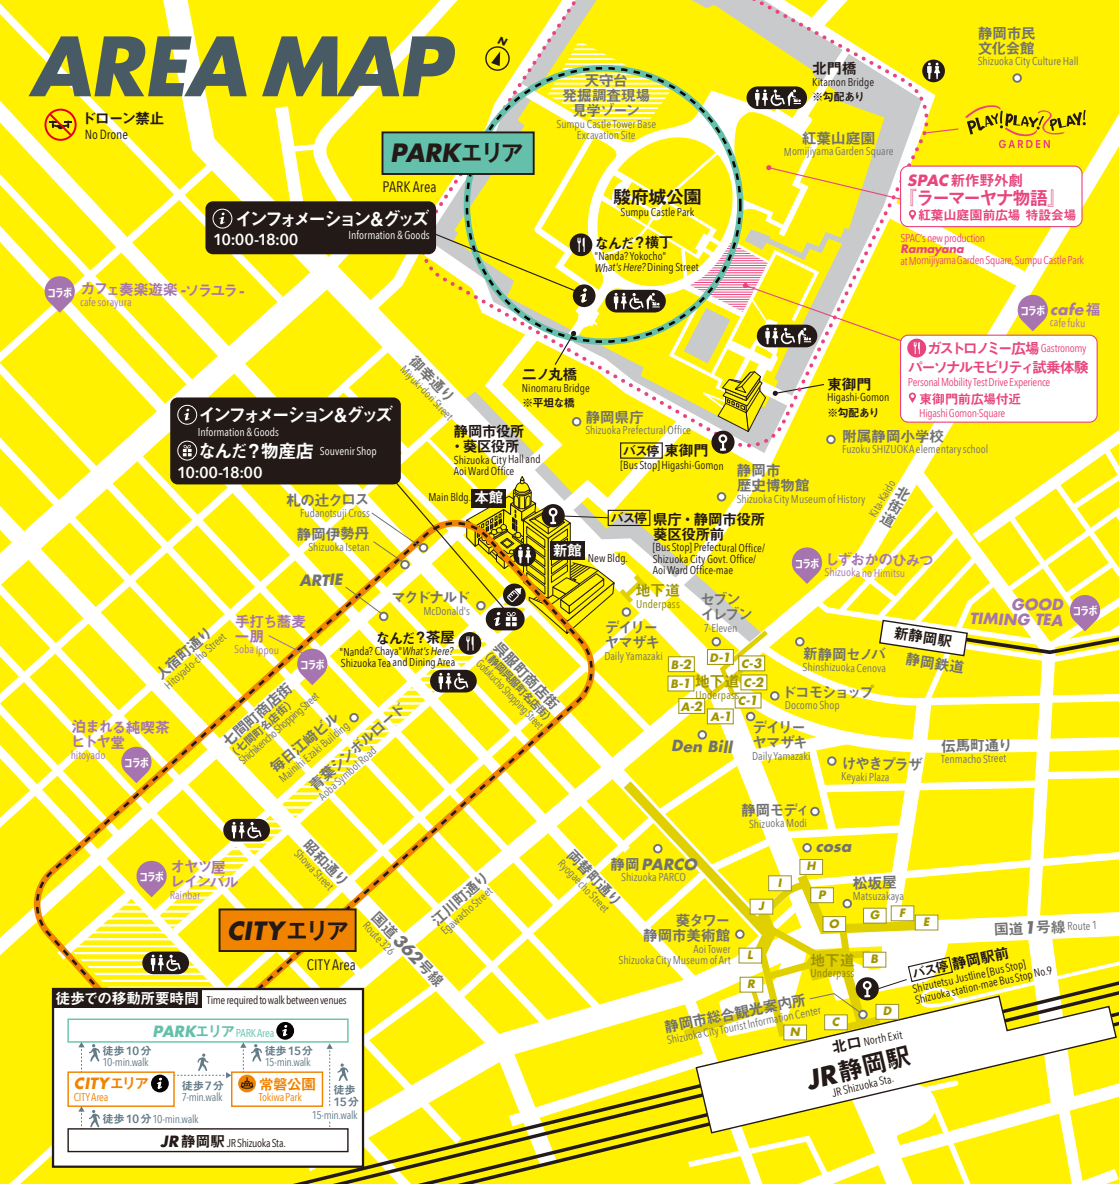 AREA MAP
N
ドローン禁止
No Drone
静岡市民
文化会館
Shizuoka City Culture Hall
北門橋
Kitamon Bridge
※勾配あり
天守台
発掘調査現場
見学ゾーン
Sumpu Castle Tower Base
Excavation Site
PLAY! PLAY! PLAY!
GARDEN
紅葉山庭園
Momijiyama Garden Square
PARKエリア
PARK Area
SPAC 新作野外劇
『ラーマーヤナ物語』
紅葉山庭園前広場 特設会場
SPAC's new production
Ramayana
at Momijiyama Garden Square, Sumpu Castle Park
駿府城公園
Sumpu Castle Park
インフォメーション&グッズ
10:00-18:00
Information & Goods
なんだ?横丁
"Nanda? Yokocho"
What's Here? Dining Street
コラボ
カフェ奏楽遊楽 -ソラユラ-
cafe sorayura
コラボ
cafe 福
cafe fuku
ガストロノミー広場 Gastronomy
パーソナルモビリティ試乗体験
Personal Mobility Test Drive Experience
東御門前広場付近
Higashi Gomon-Square
御幸通り
Miyuki-dori Street
二ノ丸橋
Ninomaru Bridge
※平坦な橋
東御門
Higashi-Gomon
※勾配あり
インフォメーション&グッズ
Information & Goods
なんだ?物産店 Souvenir Shop
10:00-18:00
静岡県庁
Shizuoka Prefectural Office
静岡市役所
・葵区役所
Shizuoka City Hall and
Aoi Ward Office
バス停 東御門
[Bus Stop] Higashi-Gomon
附属静岡小学校
Fuzoku SHIZUOKA elementary school
静岡市
歴史博物館
Shizuoka City Museum of History
北街道
Kita-Kaido
Main Bldg. 本館
札の辻クロス
Fudanotsuji Cross
静岡伊勢丹
Shizuoka Isetan
新館
New Bldg.
バス停 県庁・静岡市役所
葵区役所前
[Bus Stop] Prefectural Office/
Shizuoka City Govt. Office/
Aoi Ward Office-mae
コラボ
しずおかのひみつ
Shizuoka no Himitsu
ARTIE
マクドナルド
McDonald's
地下道
Underpass
セブン
イレブン
7-Eleven
GOOD
TIMING TEA
コラボ
手打ち蕎麦
一朋
Soba Ippou
コラボ
人宿町通り
Hitoyado-cho Street
なんだ?茶屋
"Nanda? Chaya" What's Here?
Shizuoka Tea and Dining Area
デイリー
ヤマザキ
Daily Yamazaki
新静岡駅
静岡鉄道
新静岡セノバ
Shinshizuoka Cenova
呉服町商店街
(静岡呉服町名店街)
Gofukucho Shopping Street
B-2
D-1
C-3
B-1
地下道
Underpass
C-2
A-2
C-1
A-1
ドコモショップ
Docomo Shop
七間町商店街
(七間町名店街)
Shichikencho Shopping Street
毎日江崎ビル
Mainichi Ezaki Building
青葉シンボルロード
Aoba Symbol Road
泊まれる純喫茶
ヒトヤ堂
hitoyado
コラボ
デイリー
ヤマザキ
Daily Yamazaki
Den Bill
伝馬町通り
Tenmacho Street
けやきプラザ
Keyaki Plaza
静岡モディ
Shizuoka Modi
昭和通り
Showa Street
cosa
両替町通り
Ryogaecho Street
静岡 PARCO
Shizuoka PARCO
コラボ
オヤツ屋
レインバル
Rainbar
江川町通り
Egawacho Street
H
I
P
松坂屋
Matsuzakaya
J
G
F
E
O
CITYエリア
CITY Area
国道362号線
Route 326
葵タワー
静岡市美術館
Aoi Tower
Shizuoka City Museum of Art
国道1号線 Route 1
L
地下道
Underpass
B
バス停 静岡駅前
Shizutetsu Justline [Bus Stop]
Shizuoka station-mae Bus Stop No.9
R
静岡市総合観光案内所
Shizuoka City Tourist Information Center
N
C
D
北口 North Exit
JR静岡駅
JR Shizuoka Sta.
徒歩での移動所要時間 Time required to walk between venues
PARKエリア PARK Area
徒歩10分
10-min.walk
徒歩15分
15-min.walk
CITYエリア
CITY Area
徒歩7分
7-min.walk
常磐公園
Tokiwa Park
徒歩
15分
15-min.walk
徒歩10分 10-min.walk
JR 静岡駅 JR Shizuoka Sta.